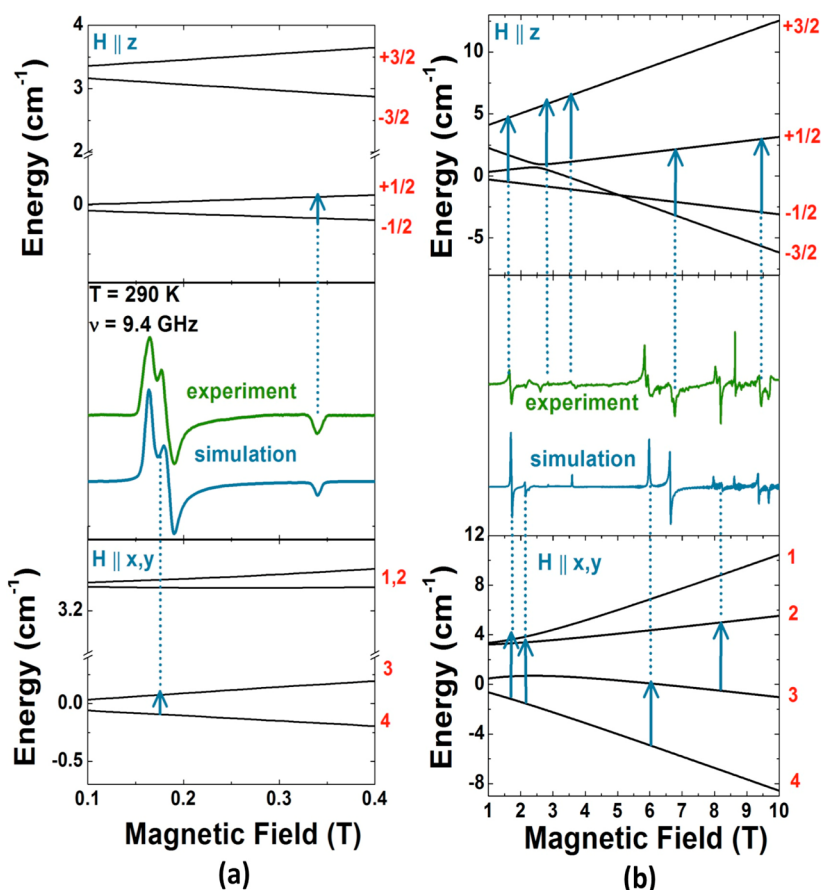 H || z
Energy (cm⁻¹)
4
3
2
0
+3/2
-3/2
+1/2
-1/2
T = 290 K
ν = 9.4 GHz
experiment
simulation
H || x,y
Energy (cm⁻¹)
3.2
0.0
-0.5
1,2
3
4
0.1 0.2 0.3 0.4
Magnetic Field (T)
(a)
H || z
Energy (cm⁻¹)
10
5
0
-5
+3/2
+1/2
-1/2
-3/2
experiment
simulation
H || x,y
Energy (cm⁻¹)
12
8
4
0
-4
-8
1
2
3
4
1 2 3 4 5 6 7 8 9 10
Magnetic Field (T)
(b)